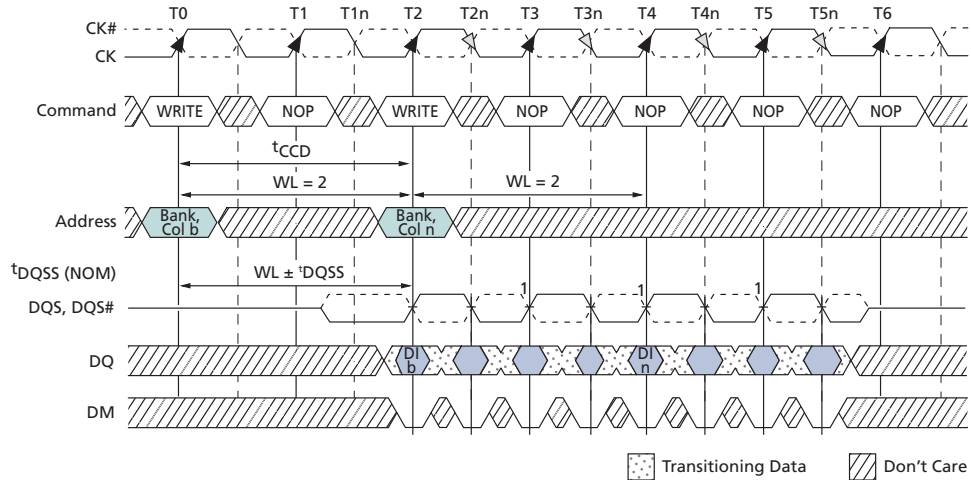 T0 T1 T1n T2 T2n T3 T3n T4 T4n T5 T5n T6
CK#
CK
Command WRITE NOP WRITE NOP NOP NOP NOP
tCCD
WL = 2 WL = 2
Address Bank, Col b Bank, Col n
tDQSS (NOM) WL ± tDQSS
DQS, DQS# 1 1 1
DQ DI b DI n
DM
Transitioning Data Don't Care